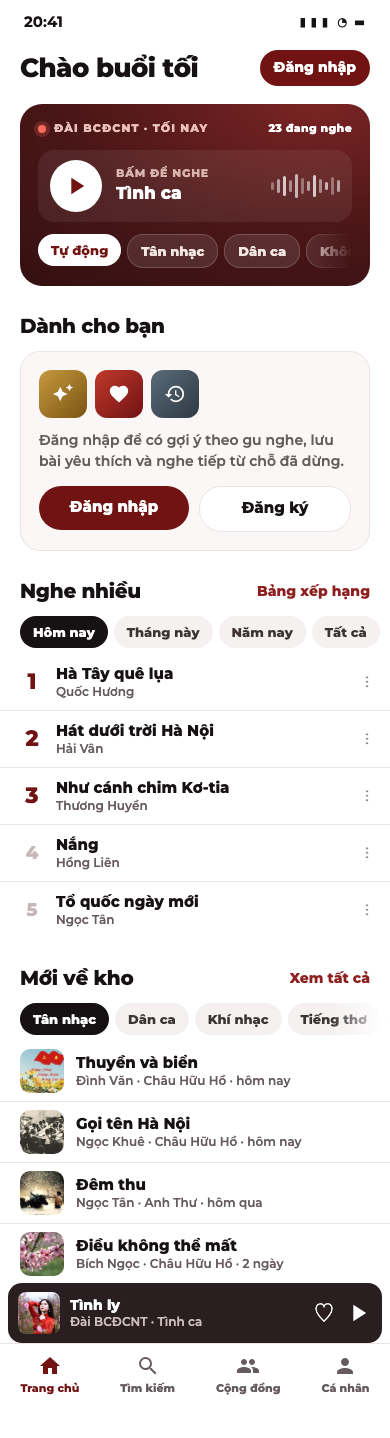 20:41
Chào buổi tối
Đăng nhập
ĐÀI BCĐCNT · TỐI NAY
23 đang nghe
BẤM ĐỂ NGHE
Tình ca
Tự động
Tân nhạc
Dân ca
Khô
Dành cho bạn
Đăng nhập để có gợi ý theo gu nghe, lưu
bài yêu thích và nghe tiếp từ chỗ đã dừng.
Đăng nhập
Đăng ký
Nghe nhiều
Bảng xếp hạng
Hôm nay
Tháng này
Năm nay
Tất cả
1
Hà Tây quê lụa
Quốc Hương
2
Hát dưới trời Hà Nội
Hải Vân
3
Như cánh chim Kơ-tia
Thương Huyền
4
Nắng
Hồng Liên
5
Tổ quốc ngày mới
Ngọc Tân
Mới về kho
Xem tất cả
Tân nhạc
Dân ca
Khí nhạc
Tiếng thơ
Thuyền và biển
Đình Văn · Châu Hữu Hồ · hôm nay
Gọi tên Hà Nội
Ngọc Khuê · Châu Hữu Hồ · hôm nay
Đêm thu
Ngọc Tân · Anh Thư · hôm qua
Điều không thể mất
Bích Ngọc · Châu Hữu Hồ · 2 ngày
Tình ly
Đài BCĐCNT · Tình ca
Trang chủ
Tìm kiếm
Cộng đồng
Cá nhân